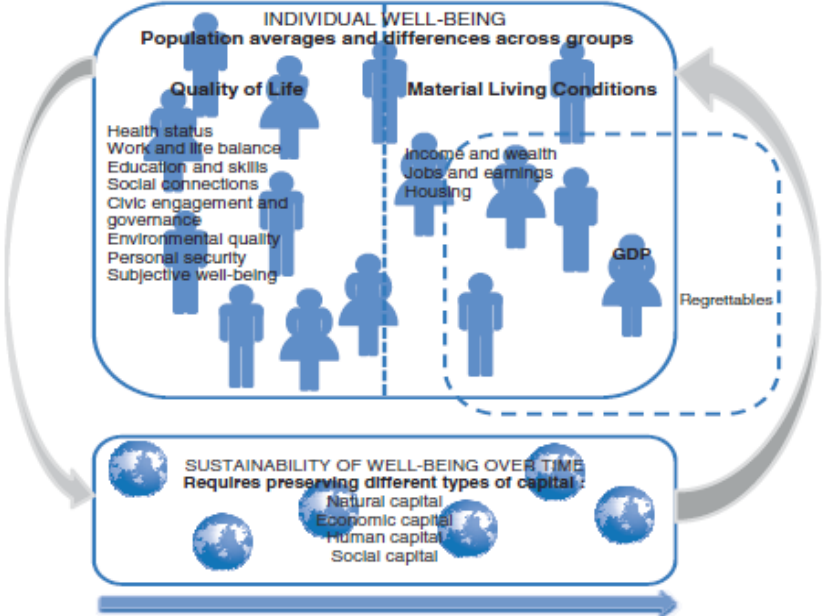 INDIVIDUAL WELL-BEING
Population averages and differences across groups
Quality of Life
Health status
Work and life balance
Education and skills
Social connections
Civic engagement and
governance
Environmental quality
Personal security
Subjective well-being
Material Living Conditions
Income and wealth
Jobs and earnings
Housing
GDP
Regrettables
SUSTAINABILITY OF WELL-BEING OVER TIME
Requires preserving different types of capital :
Natural capital
Economic capital
Human capital
Social capital